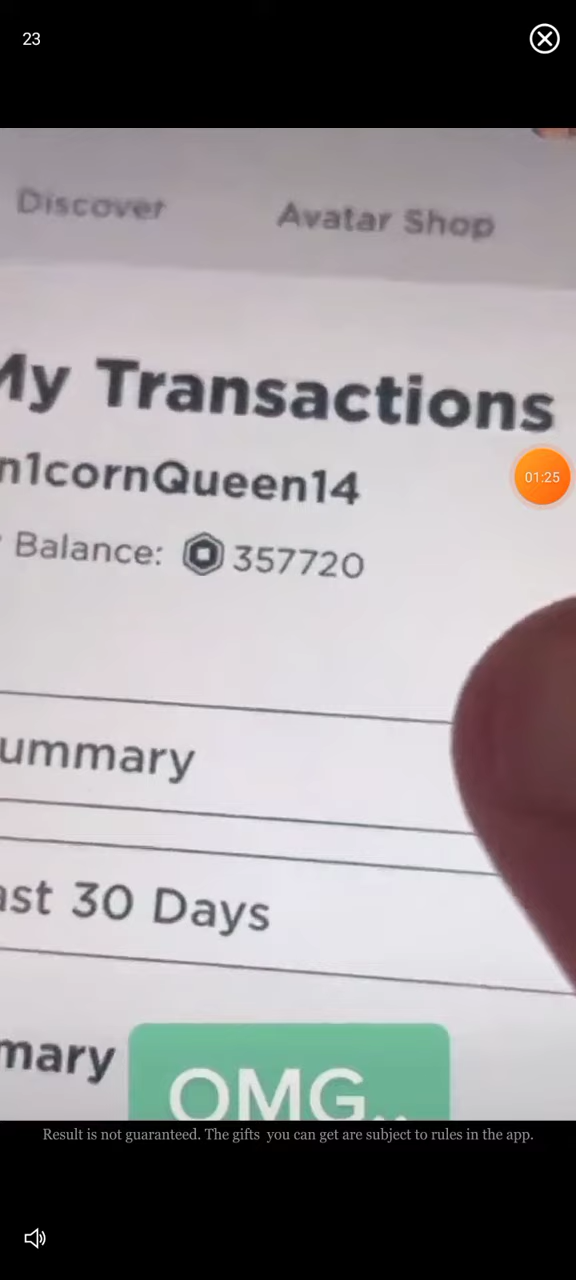 23
Discover Avatar Shop
My Transactions
n1cornQueen14
Balance: 357720
ummary
ast 30 Days
mary
OMG..
01:25
Result is not guaranteed. The gifts you can get are subject to rules in the app.